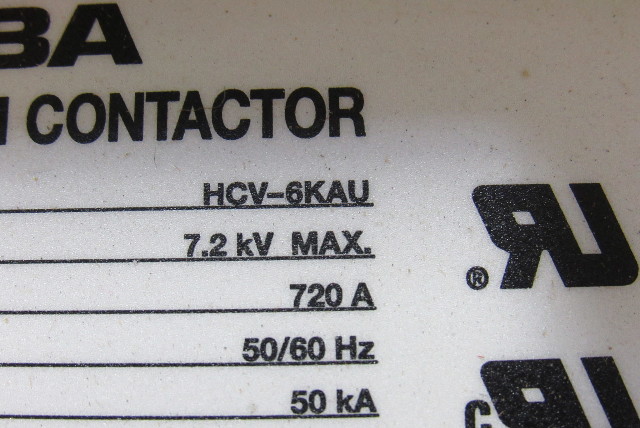 BA
CONTACTOR
HCV-6KAU
7.2 kV MAX.
720 A
50/60 Hz
50 kA
®
C